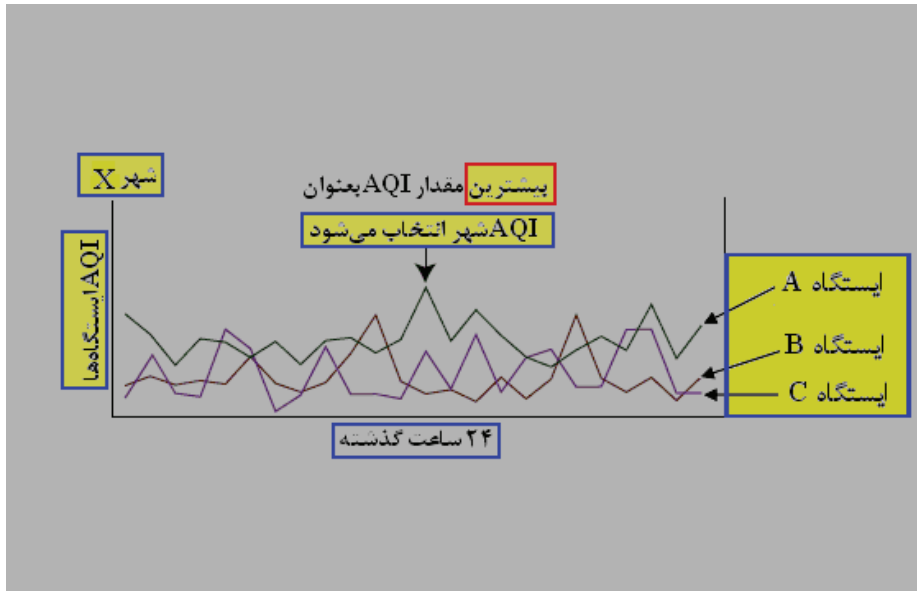 شهر X
بیشترین مقدار AQI بعنوان
AQI شهر انتخاب می‌شود
AQI ایستگاه‌ها
ایستگاه A
ایستگاه B
ایستگاه C
۲۴ ساعت گذشته